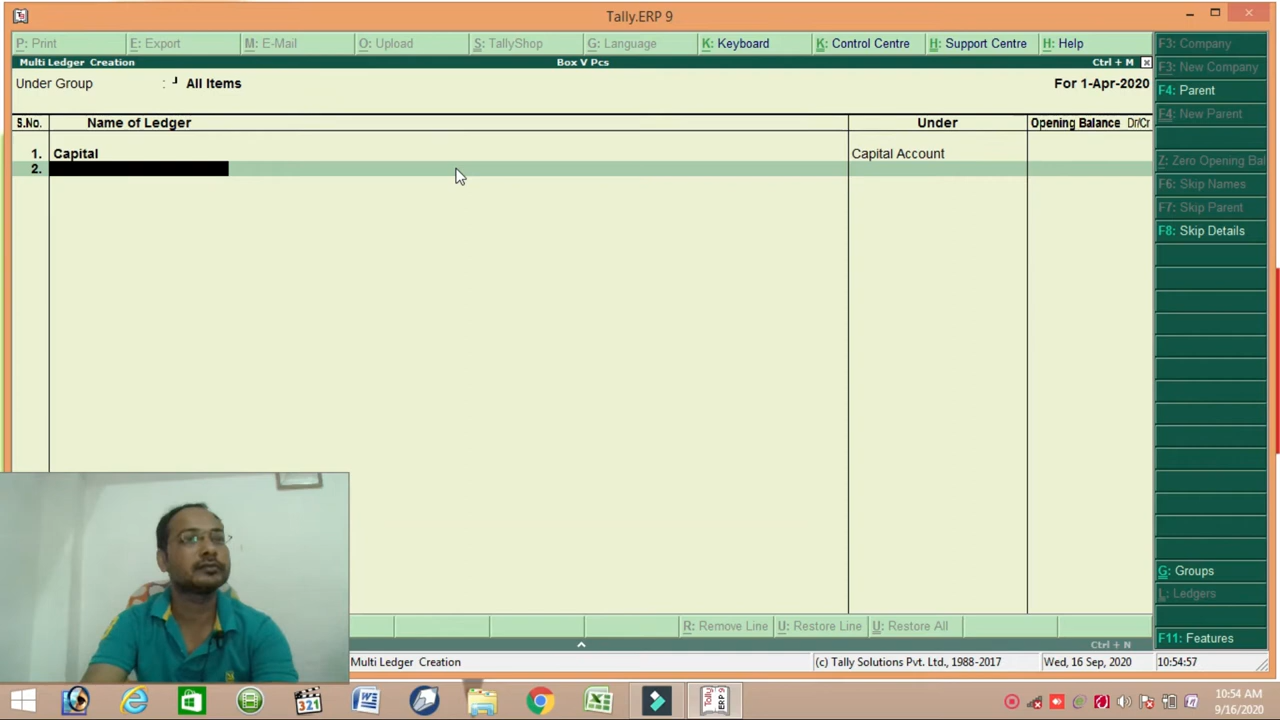 Tally.ERP 9
P: Print E: Export M: E-Mail O: Upload S: TallyShop G: Language K: Keyboard K: Control Centre H: Support Centre H: Help
Multi Ledger Creation Box V Pcs Ctrl + M
Under Group : All Items For 1-Apr-2020
S.No. Name of Ledger Under Opening Balance Dr/Cr
1. Capital Capital Account
2.
F3: Company
F3: New Company
F4: Parent
F4: New Parent
Z: Zero Opening Bal
F6: Skip Names
F7: Skip Parent
F8: Skip Details
G: Groups
L: Ledgers
F11: Features
R: Remove Line U: Restore Line U: Restore All
Ctrl + N
Multi Ledger Creation (c) Tally Solutions Pvt. Ltd., 1988-2017 Wed, 16 Sep, 2020 10:54:57
321
Tally ERP 9
10:54 AM
9/16/2020